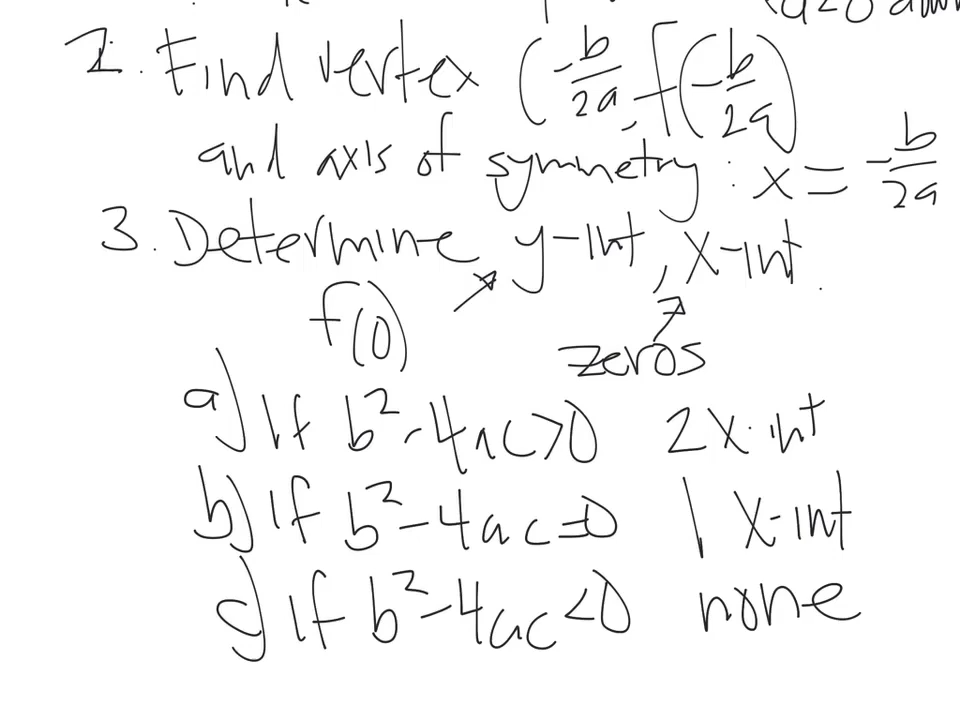 2. Find vertex (-b/2a, f(-b/2a)
and axis of symmetry: x = -b/2a
3. Determine y-int, x-int.
f(0) zeros
a) If b² - 4ac > 0 2 x-int
b) If b² - 4ac = 0 1 x-int
c) If b² - 4ac < 0 none